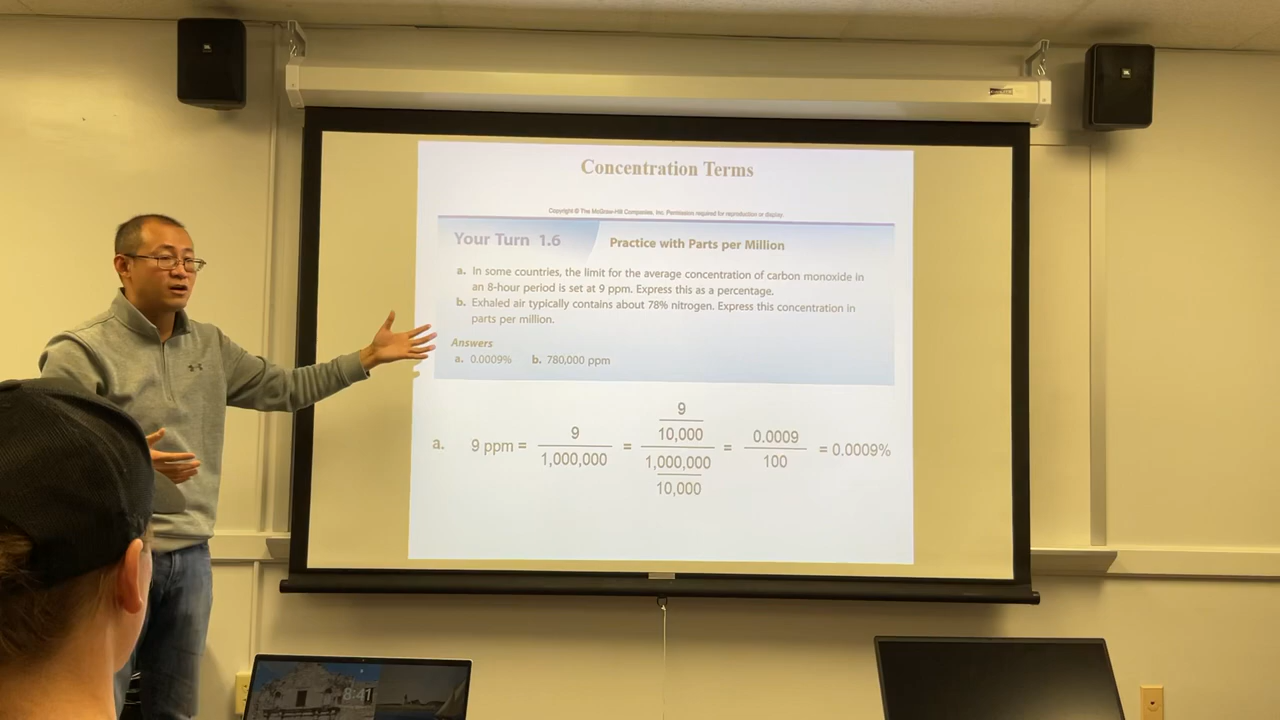 JBL
JBL
Concentration Terms
Copyright © The McGraw-Hill Companies, Inc. Permission required for reproduction or display.
Your Turn 1.6
Practice with Parts per Million
a. In some countries, the limit for the average concentration of carbon monoxide in
an 8-hour period is set at 9 ppm. Express this as a percentage.
b. Exhaled air typically contains about 78% nitrogen. Express this concentration in
parts per million.
Answers
a. 0.0009% b. 780,000 ppm
a. 9 ppm = 9/1,000,000 = 9/10,000 / 1,000,000/10,000 = 0.0009/100 = 0.0009%
8:41